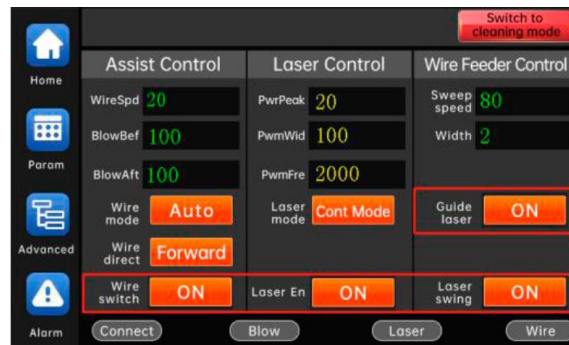 Switch to
cleaning mode
Home
Param
Advanced
Alarm
Assist Control
WireSpd 20
BlowBef 100
BlowAft 100
Wire mode Auto
Wire direct Forward
Wire switch ON
Laser Control
PwrPeak 20
PwmWid 100
PwmFre 2000
Laser mode Cont Mode
Laser En ON
Wire Feeder Control
Sweep speed 80
Width 2
Guide laser ON
Laser swing ON
Connect
Blow
Laser
Wire